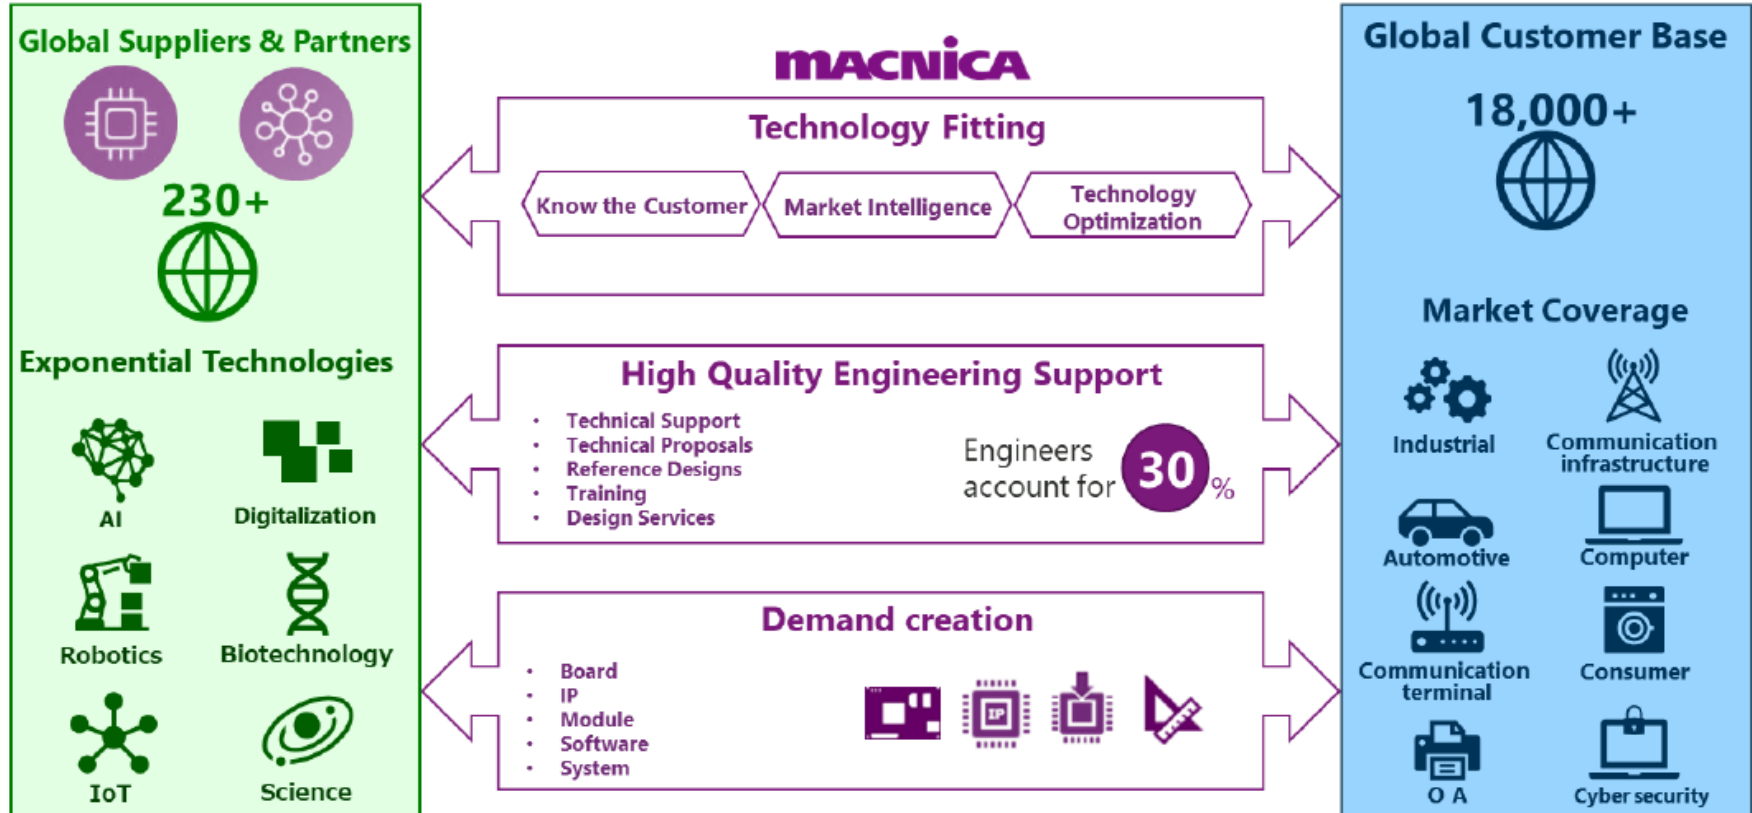 Global Suppliers & Partners
230+
Exponential Technologies
AI
Digitalization
Robotics
Biotechnology
IoT
Science
MACNICA
Technology Fitting
Know the Customer
Market Intelligence
Technology
Optimization
High Quality Engineering Support
• Technical Support
• Technical Proposals
• Reference Designs
• Training
• Design Services
Engineers
account for 30 %
Demand creation
• Board
• IP
• Module
• Software
• System
IP
Global Customer Base
18,000+
Market Coverage
Industrial
Communication
infrastructure
Automotive
Computer
Communication
terminal
Consumer
O A
Cyber security